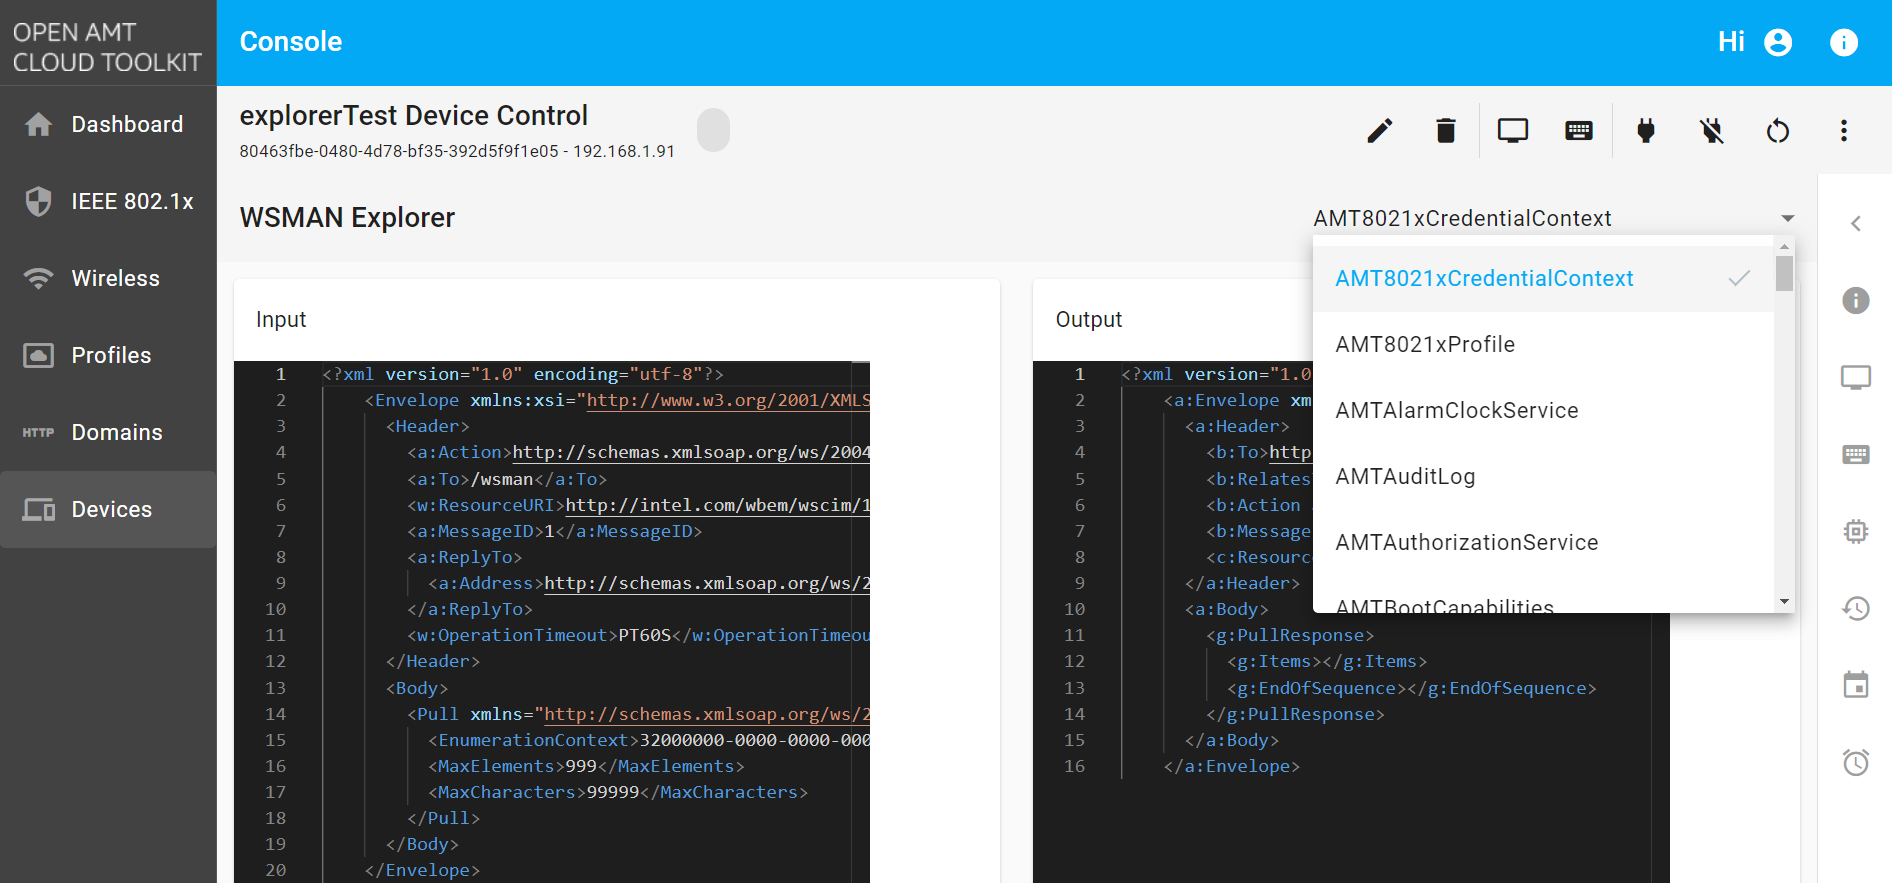 OPEN AMT
CLOUD TOOLKIT
Dashboard
IEEE 802.1x
Wireless
Profiles
HTTP Domains
Devices
Console
Hi
explorerTest Device Control
80463fbe-0480-4d78-bf35-392d5f9f1e05 - 192.168.1.91
WSMAN Explorer
AMT8021xCredentialContext
AMT8021xCredentialContext
AMT8021xProfile
AMTAlarmClockService
AMTAuditLog
AMTAuthorizationService
AMTBootCapabilities
Input
1 <?xml version="1.0" encoding="utf-8"?>
2 <Envelope xmlns:xsi="http://www.w3.org/2001/XMLS
3 <Header>
4 <a:Action>http://schemas.xmlsoap.org/ws/2004
5 <a:To>/wsman</a:To>
6 <w:ResourceURI>http://intel.com/wbem/wscim/1
7 <a:MessageID>1</a:MessageID>
8 <a:ReplyTo>
9 <a:Address>http://schemas.xmlsoap.org/ws/2
10 </a:ReplyTo>
11 <w:OperationTimeout>PT60S</w:OperationTimeou
12 </Header>
13 <Body>
14 <Pull xmlns="http://schemas.xmlsoap.org/ws/2
15 <EnumerationContext>32000000-0000-0000-000
16 <MaxElements>999</MaxElements>
17 <MaxCharacters>99999</MaxCharacters>
18 </Pull>
19 </Body>
20 </Envelope>
Output
1 <?xml version="1.0
2 <a:Envelope xm
3 <a:Header>
4 <b:To>http
5 <b:Relates
6 <b:Action
7 <b:Message
8 <c:Resourc
9 </a:Header>
10 <a:Body>
11 <g:PullResponse>
12 <g:Items></g:Items>
13 <g:EndOfSequence></g:EndOfSequence>
14 </g:PullResponse>
15 </a:Body>
16 </a:Envelope>